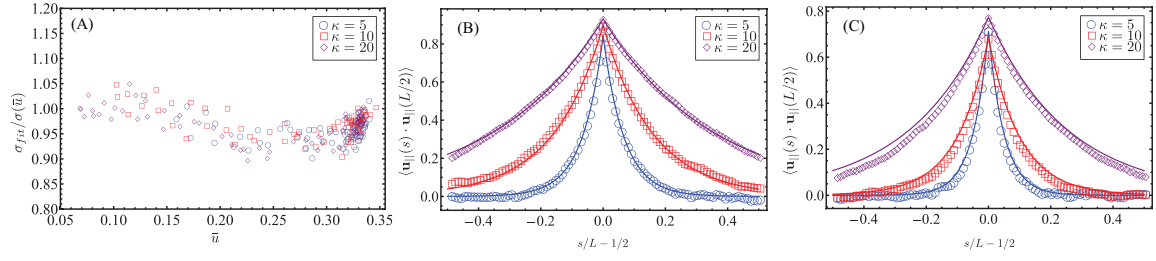 (A)
κ = 5
κ = 10
κ = 20
1.20
1.15
1.10
1.05
1.00
0.95
0.90
0.85
0.80
σ_fit/σ(ū)
0.05 0.10 0.15 0.20 0.25 0.30 0.35
ū
(B)
κ = 5
κ = 10
κ = 20
0.8
0.6
0.4
0.2
0.0
⟨u_||(s) · u_||(L/2)⟩
−0.4 −0.2 0.0 0.2 0.4
s/L − 1/2
(C)
κ = 5
κ = 10
κ = 20
0.8
0.6
0.4
0.2
0.0
⟨u_||(s) · u_||(L/2)⟩
−0.4 −0.2 0.0 0.2 0.4
s/L − 1/2